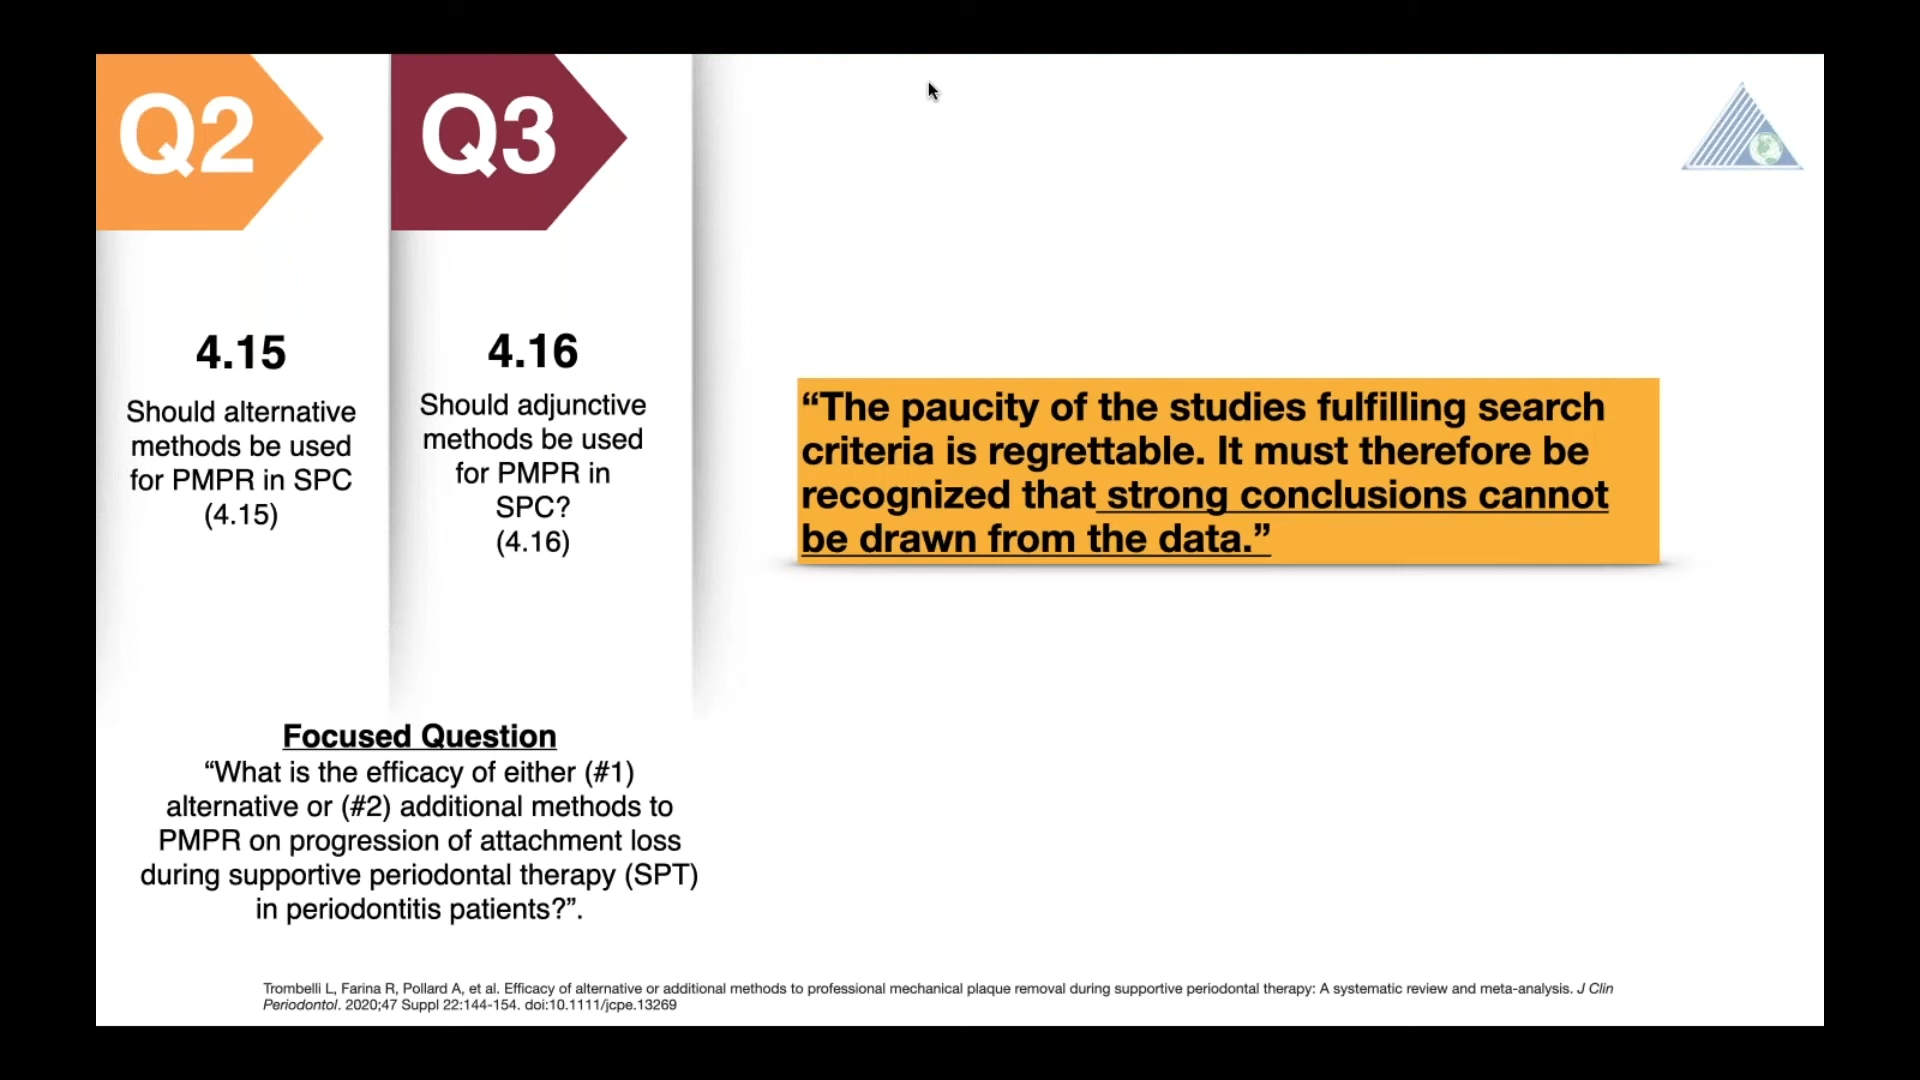 Q2
Q3
4.15
Should alternative
methods be used
for PMPR in SPC
(4.15)
4.16
Should adjunctive
methods be used
for PMPR in
SPC?
(4.16)
“The paucity of the studies fulfilling search
criteria is regrettable. It must therefore be
recognized that strong conclusions cannot
be drawn from the data.”
Focused Question
“What is the efficacy of either (#1)
alternative or (#2) additional methods to
PMPR on progression of attachment loss
during supportive periodontal therapy (SPT)
in periodontitis patients?”.
Trombelli L, Farina R, Pollard A, et al. Efficacy of alternative or additional methods to professional mechanical plaque removal during supportive periodontal therapy: A systematic review and meta-analysis. J Clin
Periodontol. 2020;47 Suppl 22:144-154. doi:10.1111/jcpe.13269